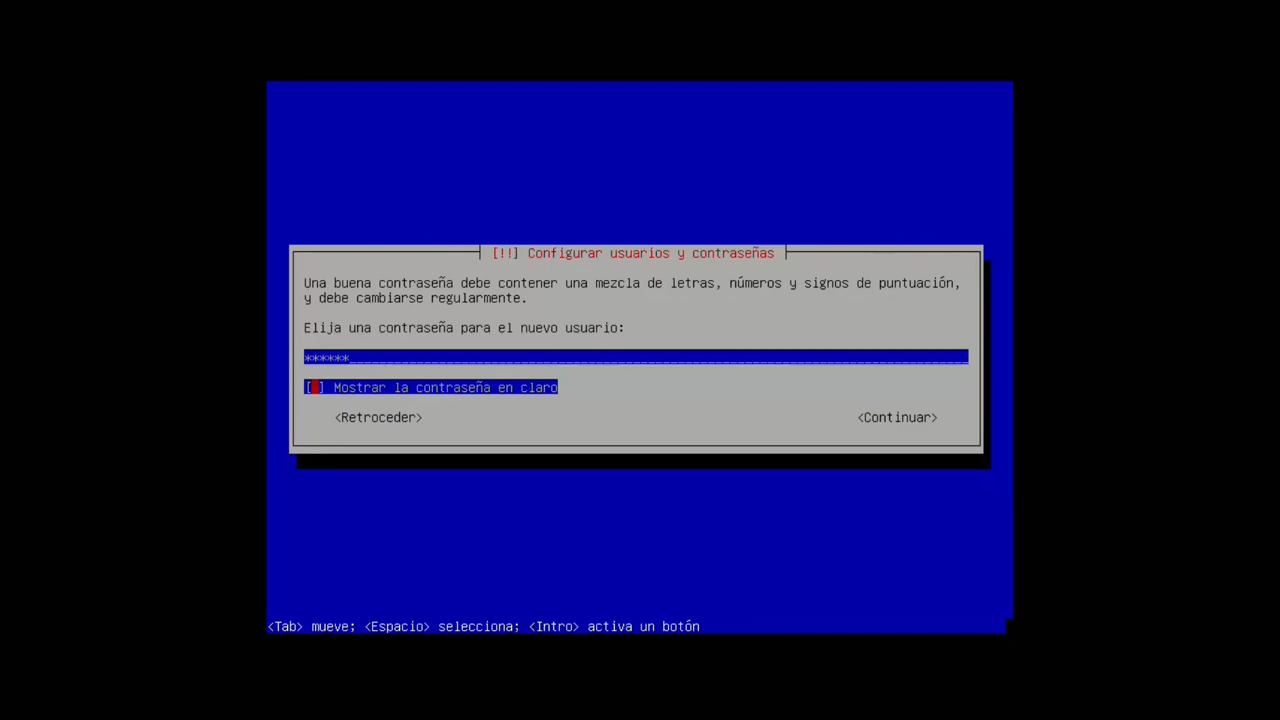 [!!] Configurar usuarios y contraseñas
Una buena contraseña debe contener una mezcla de letras, números y signos de puntuación,
y debe cambiarse regularmente.
Elija una contraseña para el nuevo usuario:
******
[ ] Mostrar la contraseña en claro
<Retroceder> <Continuar>
<Tab> mueve; <Espacio> selecciona; <Intro> activa un botón